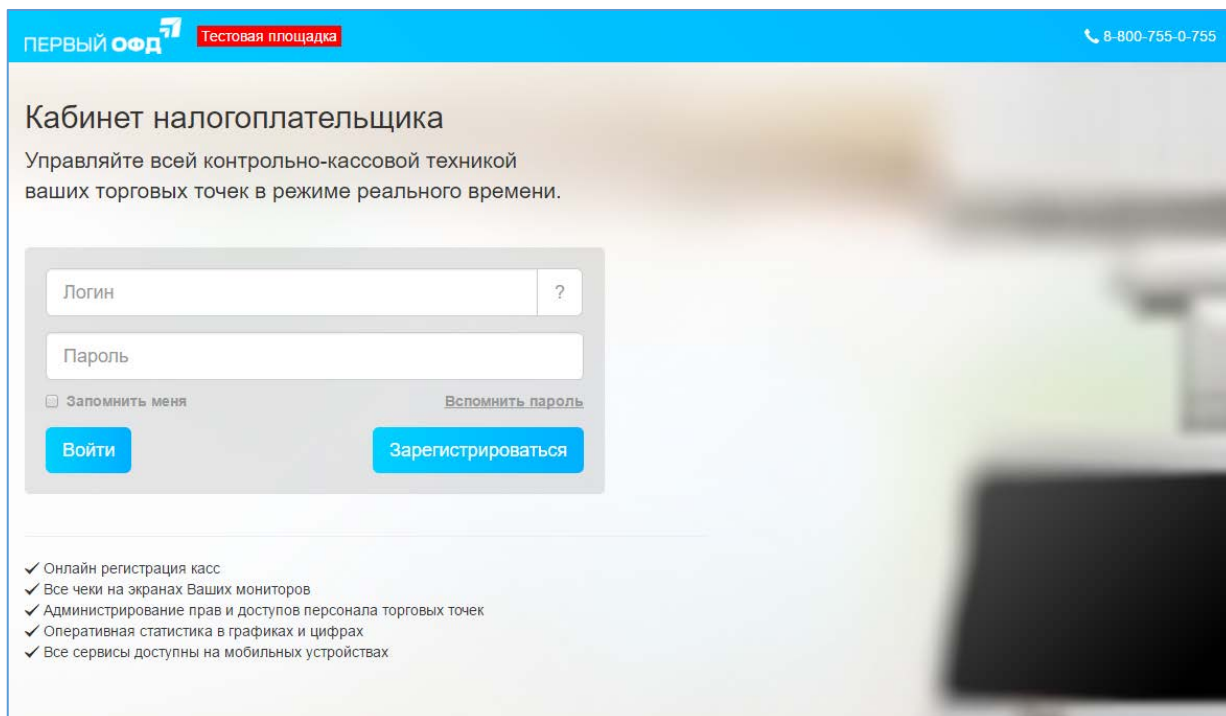 ПЕРВЫЙ ОФД Тестовая площадка 8-800-755-0-755
Кабинет налогоплательщика
Управляйте всей контрольно-кассовой техникой
ваших торговых точек в режиме реального времени.
Логин ?
Пароль
Запомнить меня Вспомнить пароль
Войти Зарегистрироваться
Онлайн регистрация касс
Все чеки на экранах Ваших мониторов
Администрирование прав и доступов персонала торговых точек
Оперативная статистика в графиках и цифрах
Все сервисы доступны на мобильных устройствах